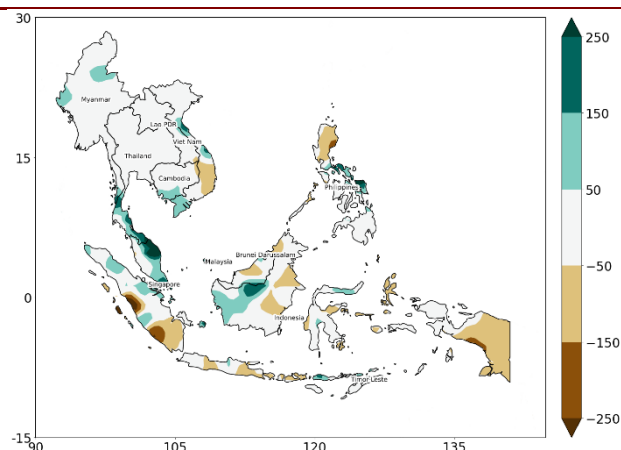 30
250
Myanmar
Lao PDR
150
Viet Nam
15
Thailand
Cambodia
Philippines
50
Brunei Darussalam
Malaysia
−50
Singapore
0
Indonesia
−150
Timor Leste
−250
-15
90
105
120
135